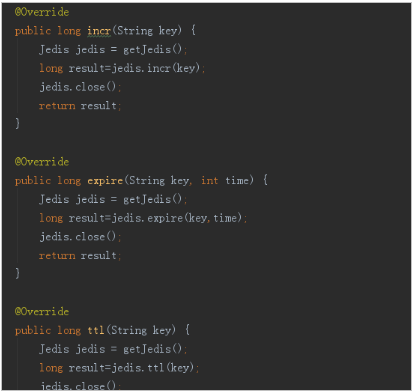 @Override
public long incr(String key) {
Jedis jedis = getJedis();
long result=jedis.incr(key);
jedis.close();
return result;
}
@Override
public long expire(String key, int time) {
Jedis jedis = getJedis();
long result=jedis.expire(key,time);
jedis.close();
return result;
}
@Override
public long ttl(String key) {
Jedis jedis = getJedis();
long result=jedis.ttl(key);
jedis.close();